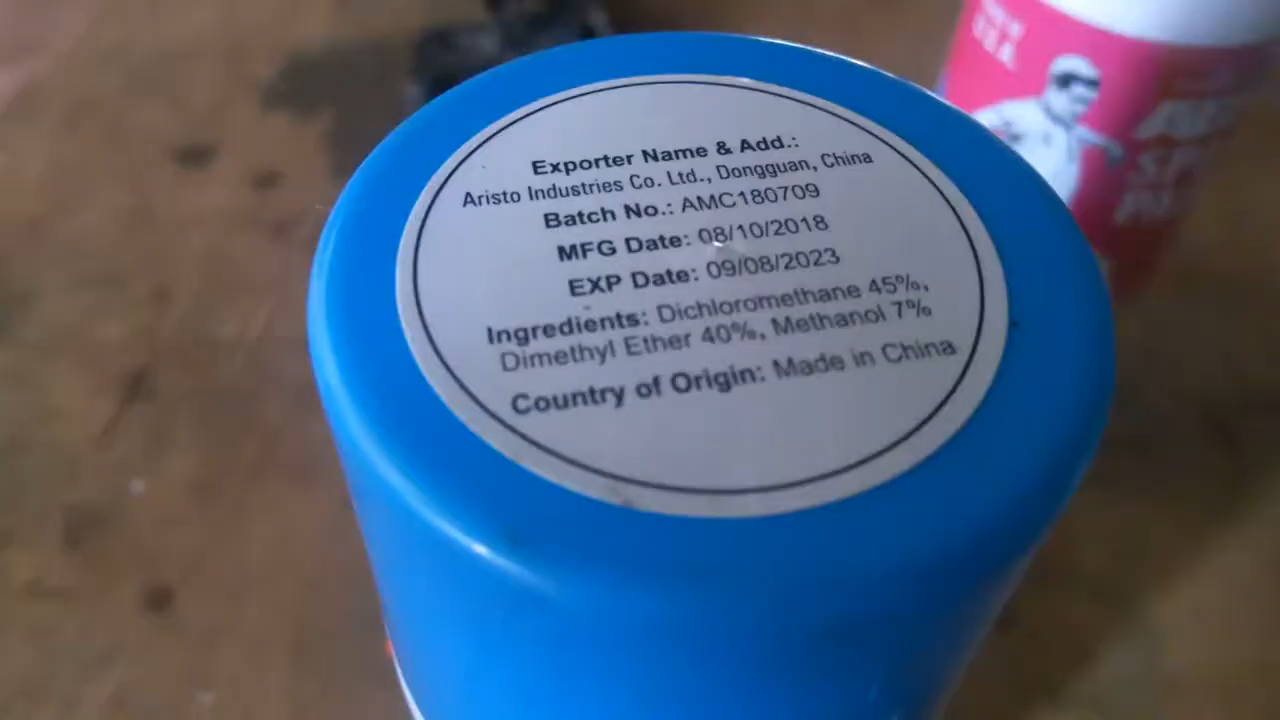 Exporter Name & Add.:
Aristo Industries Co. Ltd., Dongguan, China
Batch No.: AMC180709
MFG Date: 08/10/2018
EXP Date: 09/08/2023
Ingredients: Dichloromethane 45%,
Dimethyl Ether 40%, Methanol 7%
Country of Origin: Made in China
USA